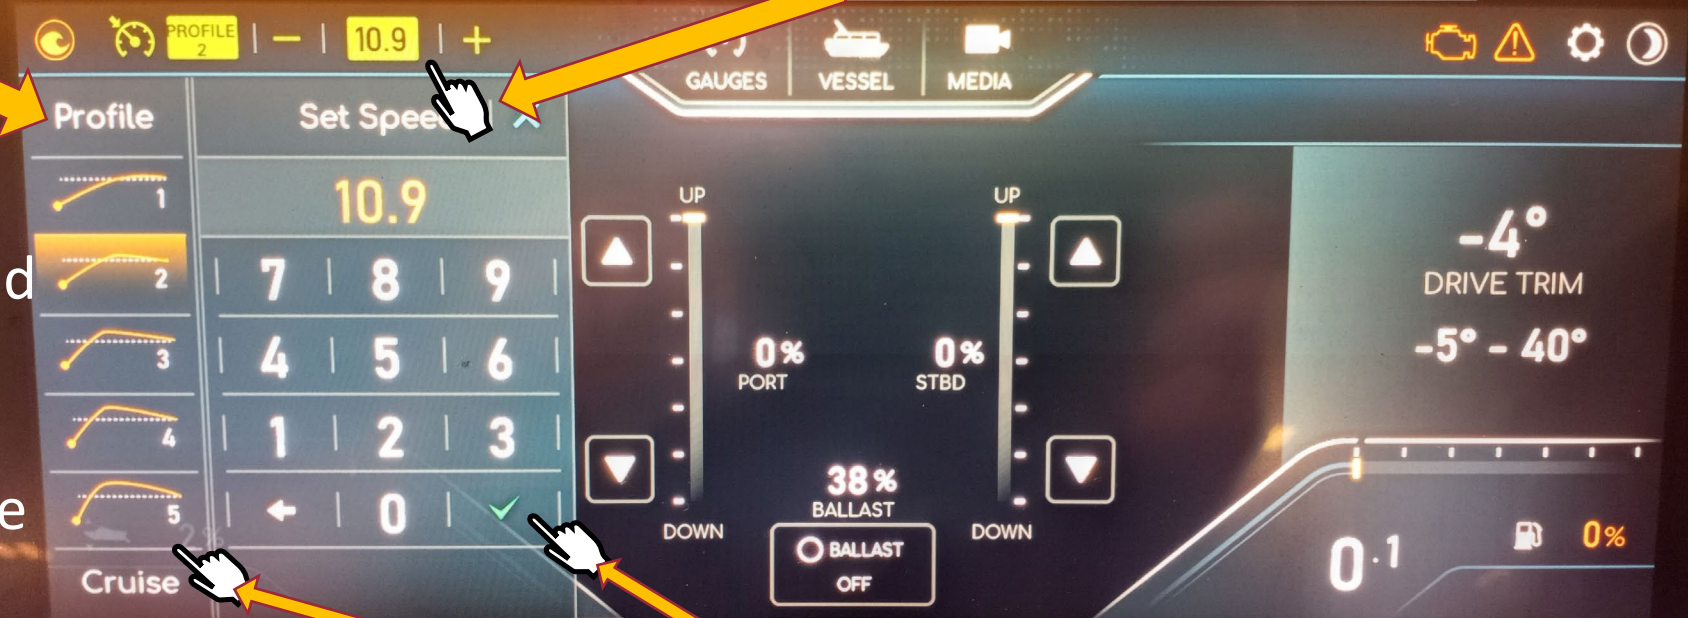 PROFILE
2
10.9
GAUGES
VESSEL
MEDIA
Profile
Set Spee
10.9
1
2
3
4
5
Cruise
7 8 9
4 5 6
1 2 3
0
d
e
UP
UP
0%
PORT
0%
STBD
DOWN
DOWN
38%
BALLAST
BALLAST
OFF
-4°
DRIVE TRIM
-5° - 40°
0.1
0%
2%